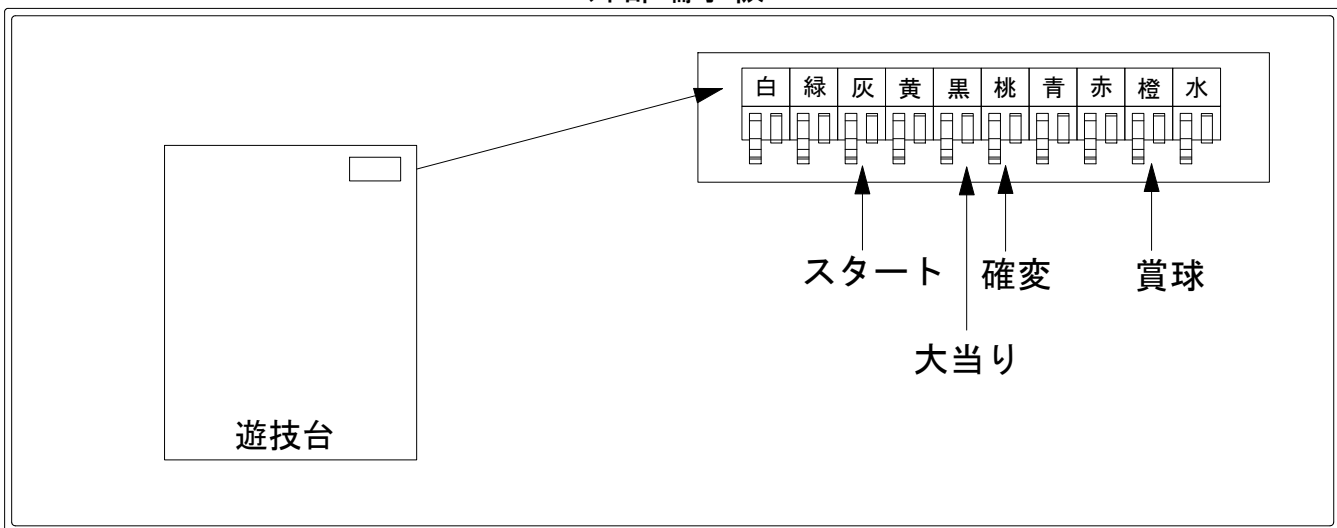 白 緑 灰 黄 黒 桃 青 赤 橙 水
スタート 確変 賞球
大当り
遊技台